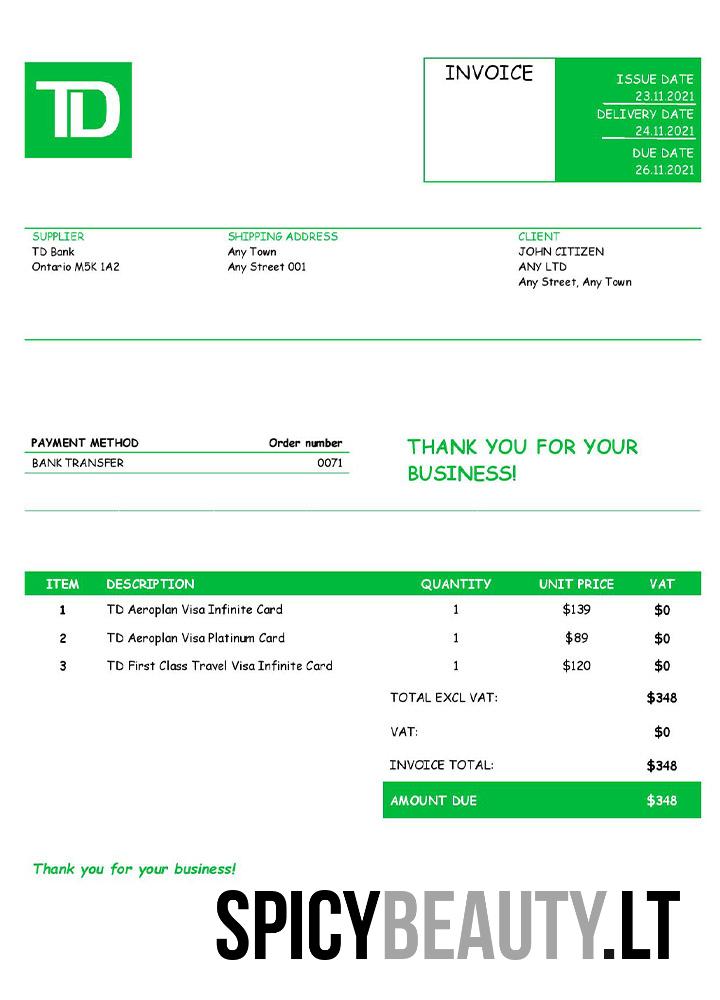 TD
INVOICE
ISSUE DATE
23.11.2021
DELIVERY DATE
24.11.2021
DUE DATE
26.11.2021
SUPPLIER
TD Bank
Ontario M5K 1A2
SHIPPING ADDRESS
Any Town
Any Street 001
CLIENT
JOHN CITIZEN
ANY LTD
Any Street, Any Town
PAYMENT METHOD Order number
BANK TRANSFER 0071
THANK YOU FOR YOUR
BUSINESS!
ITEM DESCRIPTION QUANTITY UNIT PRICE VAT
1 TD Aeroplan Visa Infinite Card 1 $139 $0
2 TD Aeroplan Visa Platinum Card 1 $89 $0
3 TD First Class Travel Visa Infinite Card 1 $120 $0
TOTAL EXCL VAT: $348
VAT: $0
INVOICE TOTAL: $348
AMOUNT DUE $348
Thank you for your business!
SPICYBEAUTY.LT